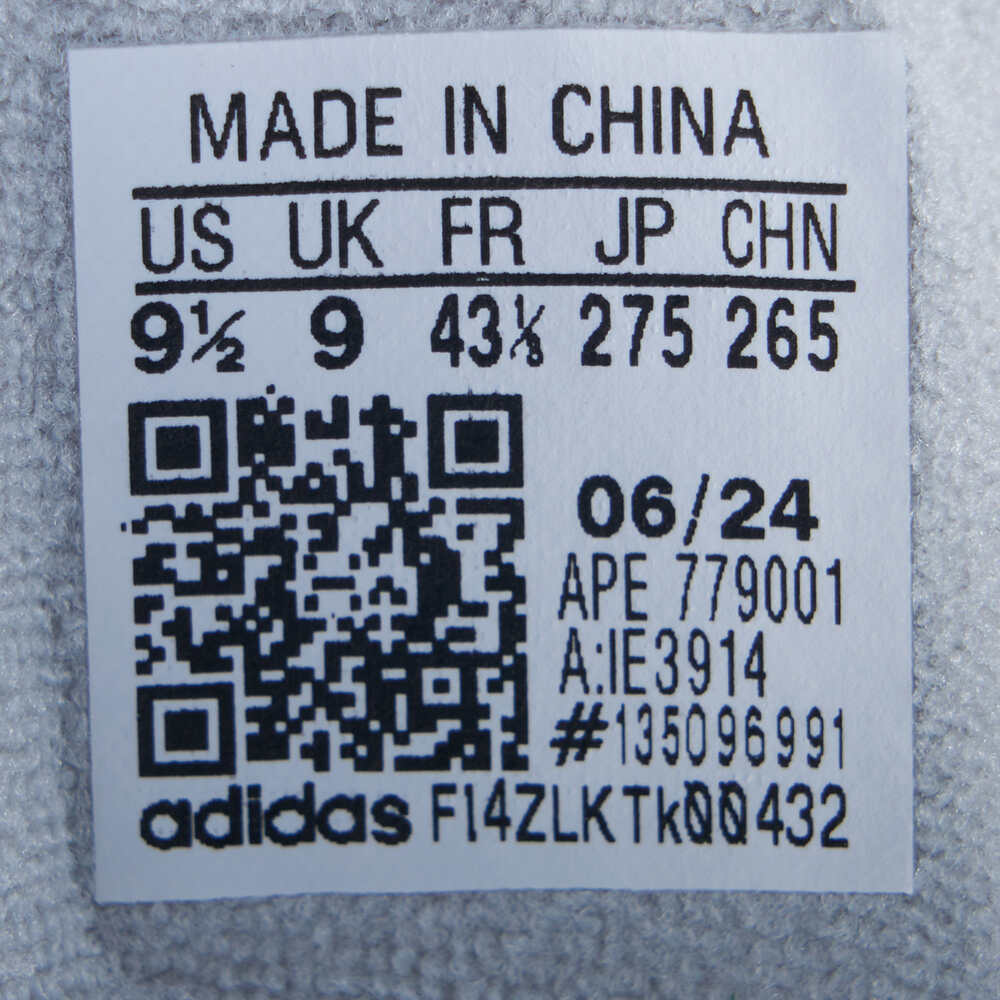 MADE IN CHINA
US UK FR JP CHN
9½ 9 43⅓ 275 265
06/24
APE 779001
A:IE3914
#135096991
adidas F14ZLKTk00432